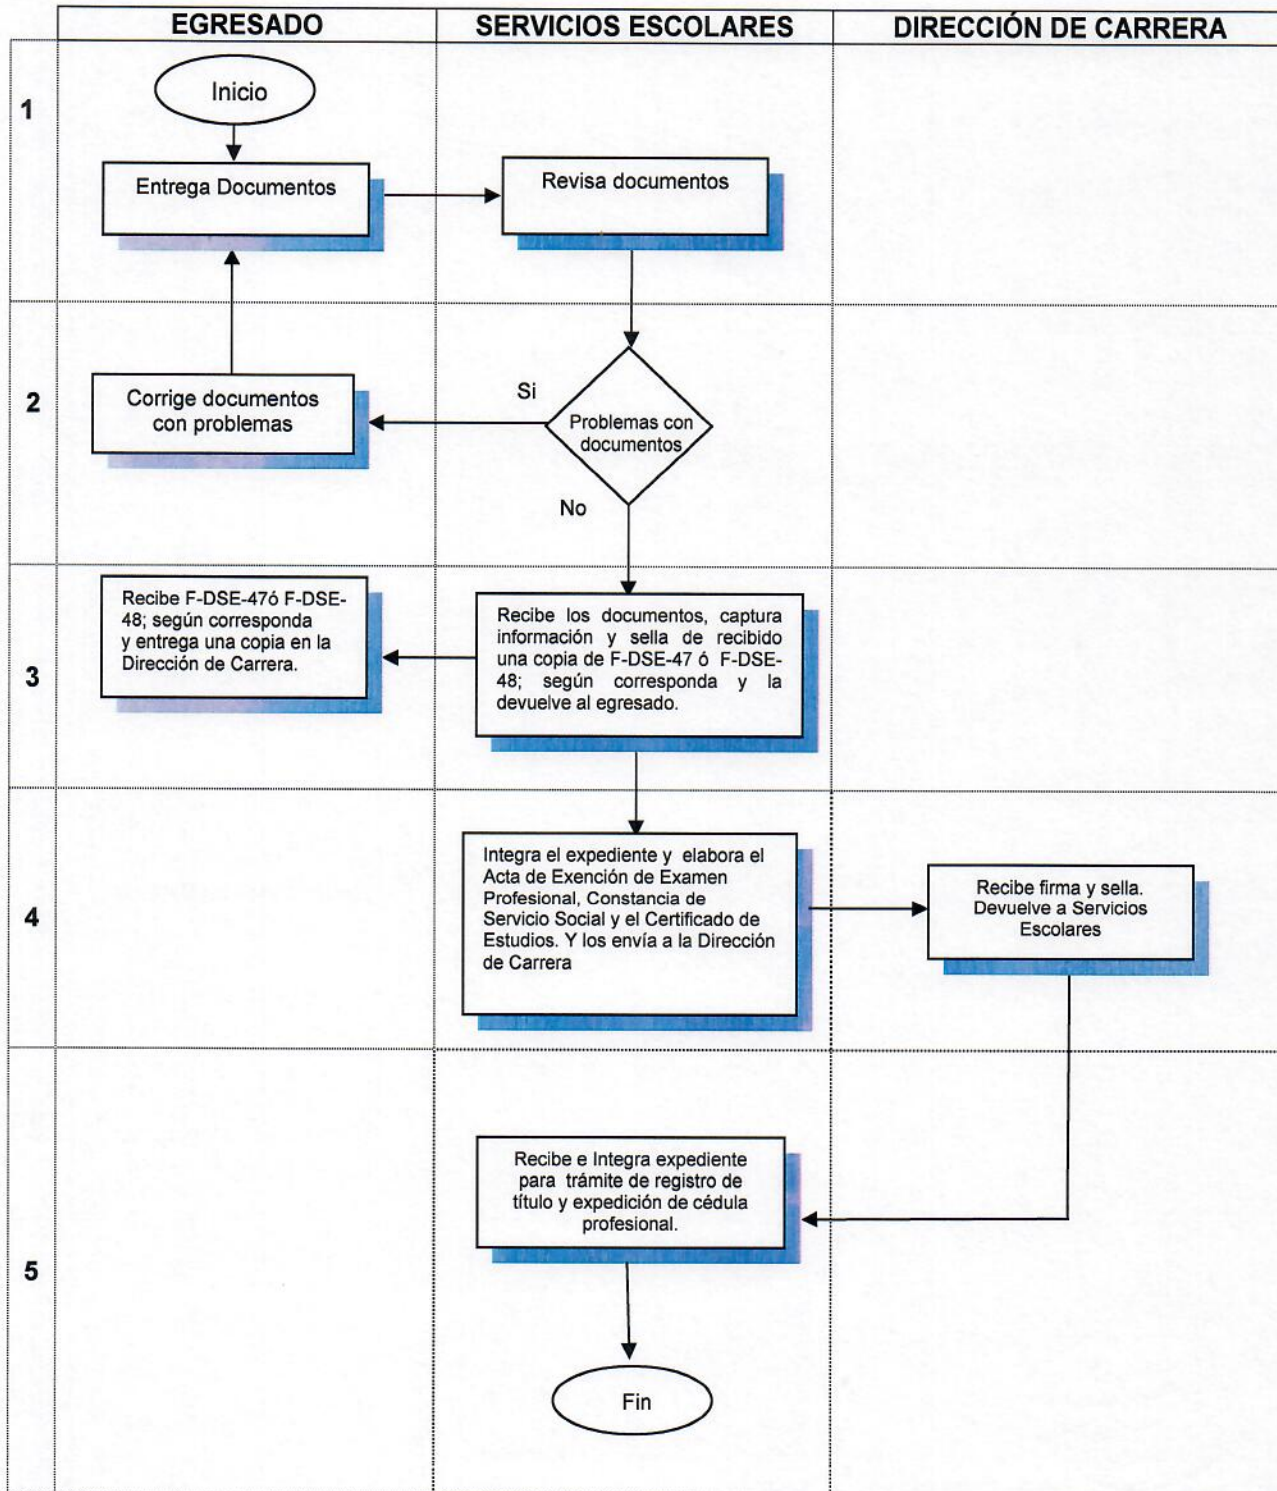 EGRESADO
SERVICIOS ESCOLARES
DIRECCIÓN DE CARRERA
1
Inicio
Entrega Documentos
Revisa documentos
2
Corrige documentos
con problemas
Si
Problemas con
documentos
No
3
Recibe F-DSE-47ó F-DSE-
48; según corresponda
y entrega una copia en la
Dirección de Carrera.
Recibe los documentos, captura
información y sella de recibido
una copia de F-DSE-47 ó F-DSE-
48; según corresponda y la
devuelve al egresado.
4
Integra el expediente y elabora el
Acta de Exención de Examen
Profesional, Constancia de
Servicio Social y el Certificado de
Estudios. Y los envía a la Dirección
de Carrera
Recibe firma y sella.
Devuelve a Servicios
Escolares
5
Recibe e Integra expediente
para trámite de registro de
título y expedición de cédula
profesional.
Fin